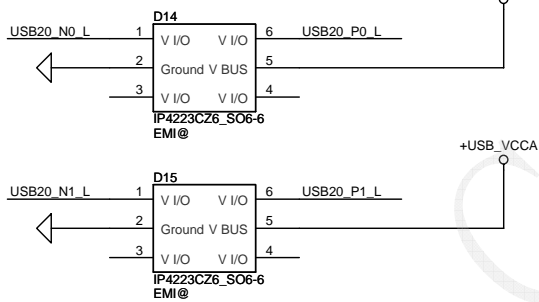 D14
USB20_N0_L 1 V I/O V I/O 6 USB20_P0_L
2 Ground V BUS 5
3 V I/O V I/O 4
IP4223CZ6_SO6-6
EMI@
+USB_VCCA
D15
USB20_N1_L 1 V I/O V I/O 6 USB20_P1_L
2 Ground V BUS 5
3 V I/O V I/O 4
IP4223CZ6_SO6-6
EMI@